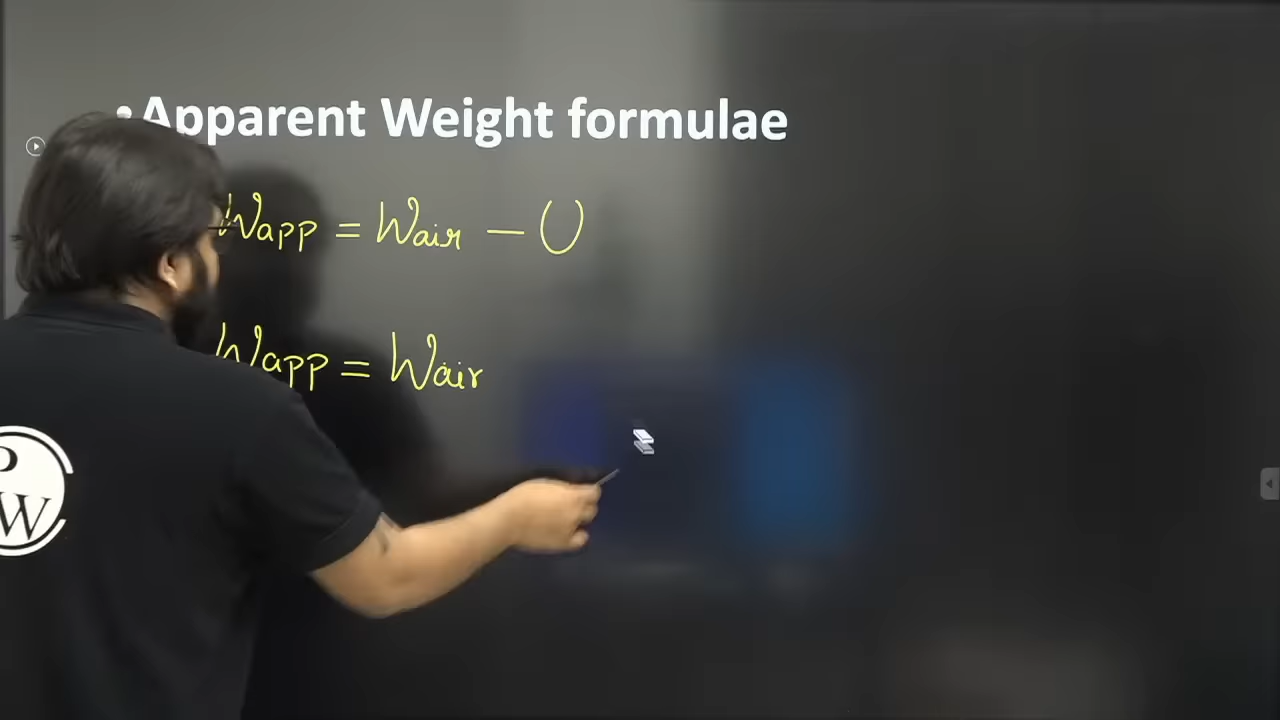 • Apparent Weight formulae
Wapp = Wair – U
Wapp = Wair
P
W